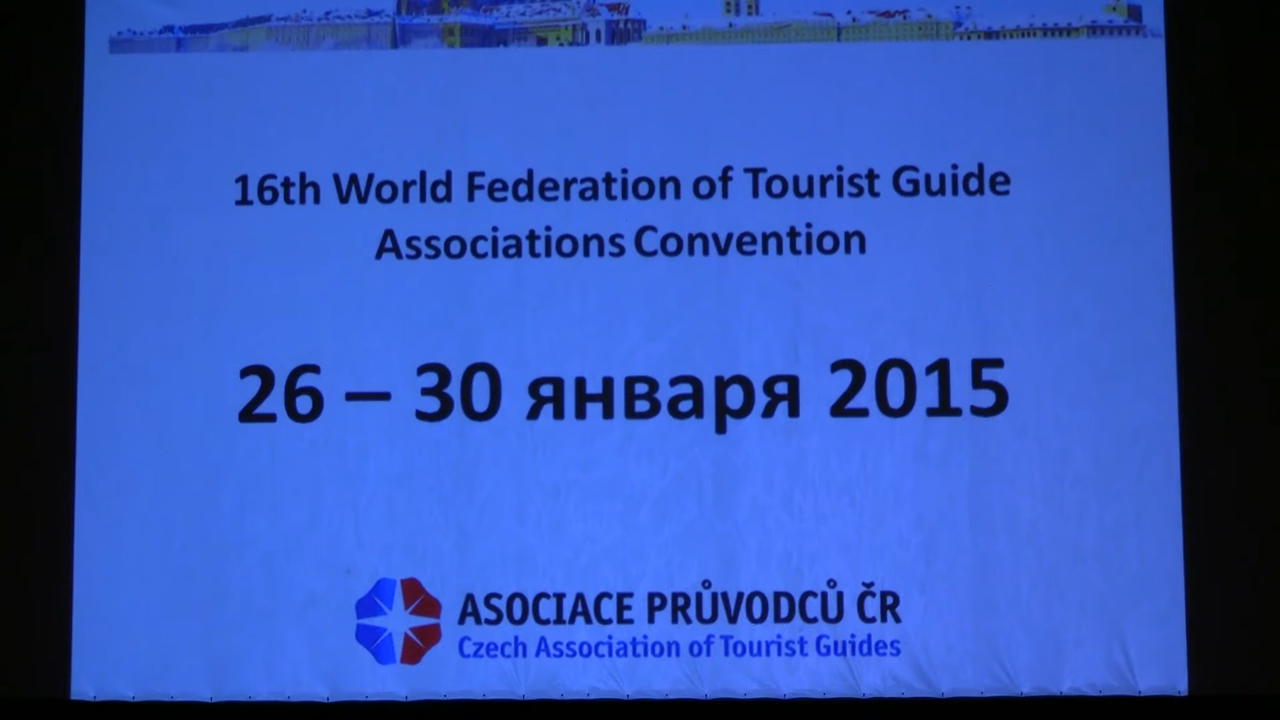 16th World Federation of Tourist Guide
Associations Convention
26 – 30 января 2015
ASOCIACE PRŮVODCŮ ČR
Czech Association of Tourist Guides